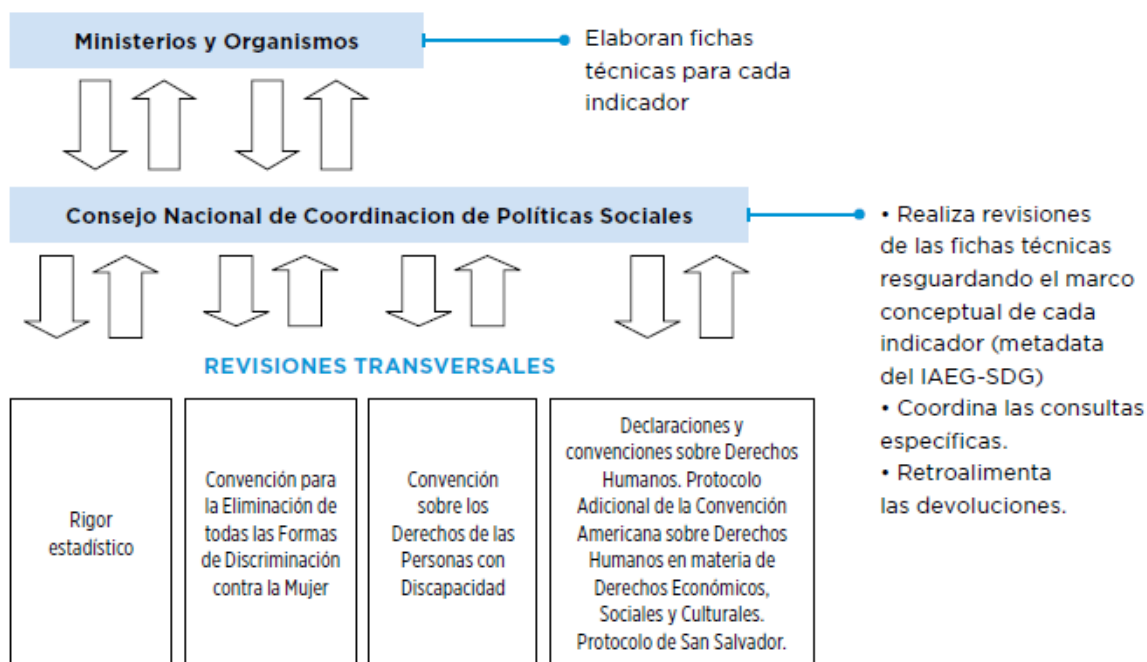 Ministerios y Organismos
Elaboran fichas
técnicas para cada
indicador
Consejo Nacional de Coordinacion de Políticas Sociales
• Realiza revisiones
de las fichas técnicas
resguardando el marco
conceptual de cada
indicador (metadata
del IAEG-SDG)
• Coordina las consultas
específicas.
• Retroalimenta
las devoluciones.
REVISIONES TRANSVERSALES
Rigor
estadístico
Convención para
la Eliminación de
todas las Formas
de Discriminación
contra la Mujer
Convención
sobre los
Derechos de las
Personas con
Discapacidad
Declaraciones y
convenciones sobre Derechos
Humanos. Protocolo
Adicional de la Convención
Americana sobre Derechos
Humanos en materia de
Derechos Económicos,
Sociales y Culturales.
Protocolo de San Salvador.